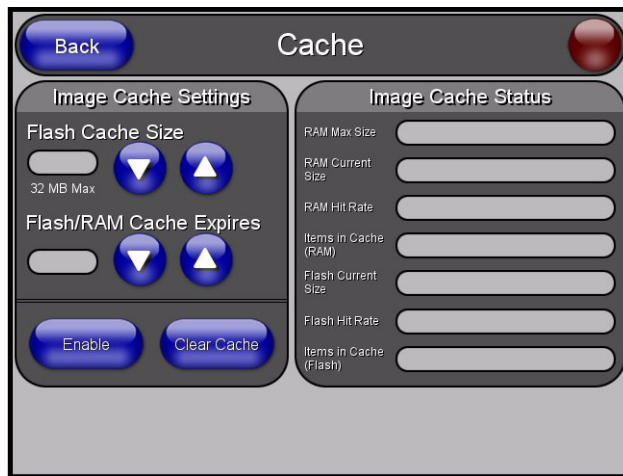 Back
Cache
Image Cache Settings
Flash Cache Size
32 MB Max
Flash/RAM Cache Expires
Enable
Clear Cache
Image Cache Status
RAM Max Size
RAM Current
Size
RAM Hit Rate
Items in Cache
(RAM)
Flash Current
Size
Flash Hit Rate
Items in Cache
(Flash)